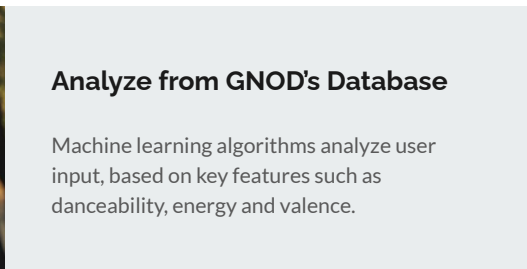 Analyze from GNOD's Database
Machine learning algorithms analyze user
input, based on key features such as
danceability, energy and valence.